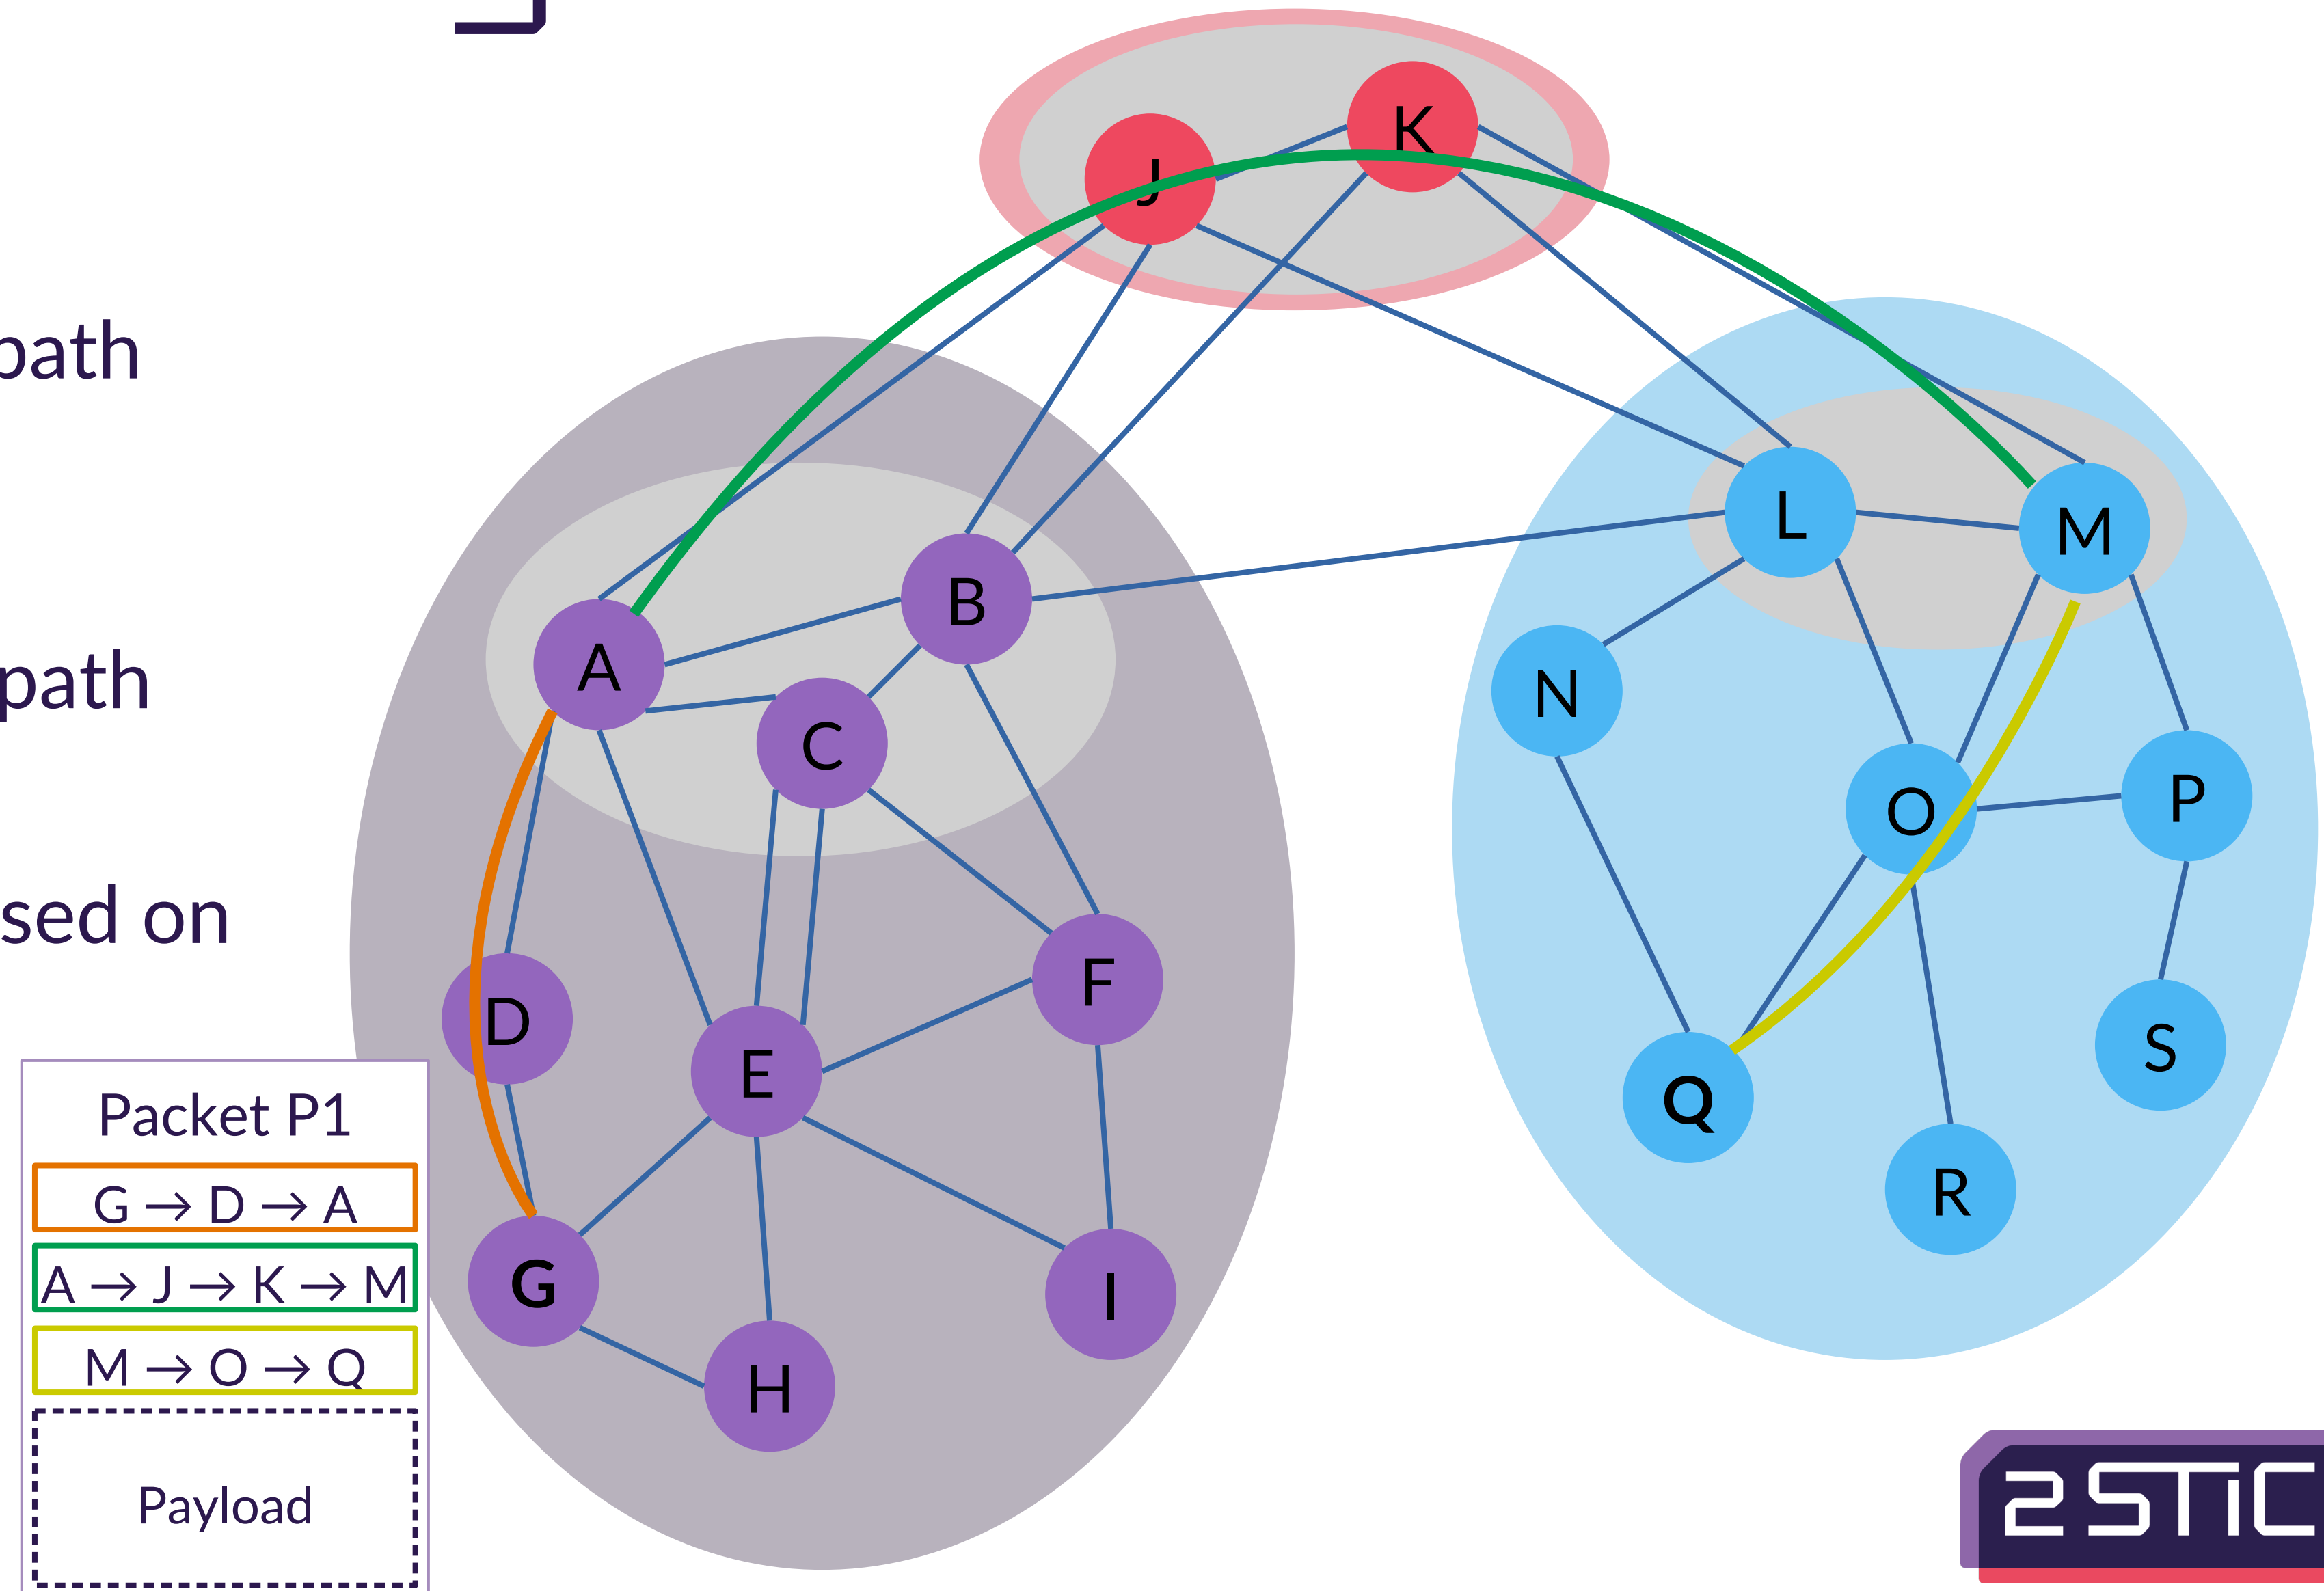 path
path
sed on
J
K
A
B
C
D
E
F
G
H
I
L
M
N
O
P
Q
R
S
Packet P1
G → D → A
A → J → K → M
M → O → Q
Payload
2STiC